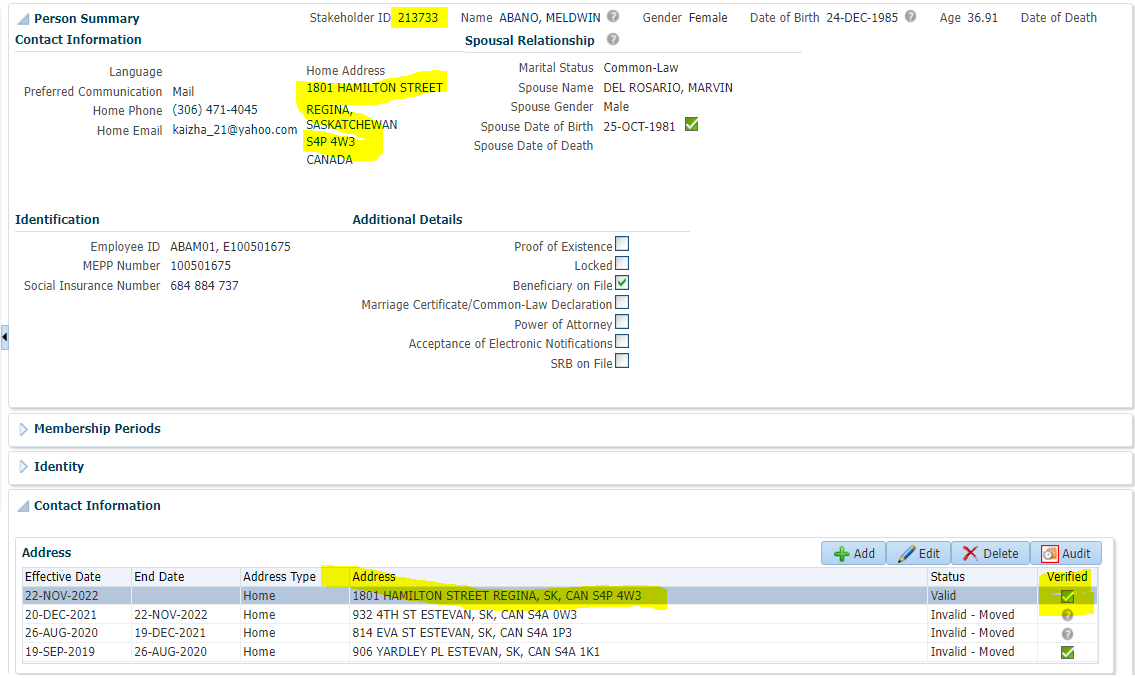 Person Summary Stakeholder ID 213733 Name ABANO, MELDWIN Gender Female Date of Birth 24-DEC-1985 Age 36.91 Date of Death
Contact Information Spousal Relationship
Language
Preferred Communication Mail
Home Phone (306) 471-4045
Home Email kaizha_21@yahoo.com
Home Address
1801 HAMILTON STREET
REGINA,
SASKATCHEWAN
S4P 4W3
CANADA
Marital Status Common-Law
Spouse Name DEL ROSARIO, MARVIN
Spouse Gender Male
Spouse Date of Birth 25-OCT-1981
Spouse Date of Death
Identification
Employee ID ABAM01, E100501675
MEPP Number 100501675
Social Insurance Number 684 884 737
Additional Details
Proof of Existence
Locked
Beneficiary on File
Marriage Certificate/Common-Law Declaration
Power of Attorney
Acceptance of Electronic Notifications
SRB on File
Membership Periods
Identity
Contact Information
Address Add Edit Delete Audit
Effective Date End Date Address Type Address Status Verified
22-NOV-2022 Home 1801 HAMILTON STREET REGINA, SK, CAN S4P 4W3 Valid
20-DEC-2021 22-NOV-2022 Home 932 4TH ST ESTEVAN, SK, CAN S4A 0W3 Invalid - Moved
26-AUG-2020 19-DEC-2021 Home 814 EVA ST ESTEVAN, SK, CAN S4A 1P3 Invalid - Moved
19-SEP-2019 26-AUG-2020 Home 906 YARDLEY PL ESTEVAN, SK, CAN S4A 1K1 Invalid - Moved